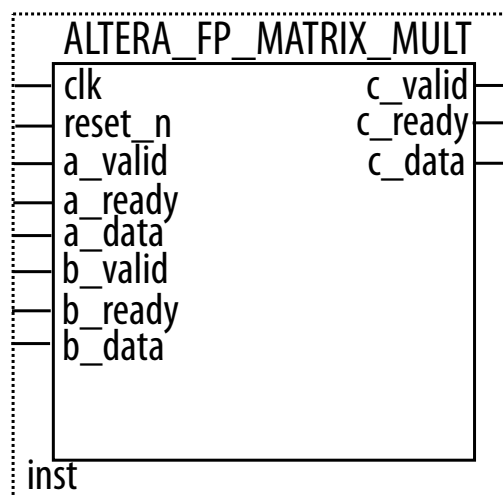 ALTERA_FP_MATRIX_MULT
clk
reset_n
a_valid
a_ready
a_data
b_valid
b_ready
b_data
c_valid
c_ready
c_data
inst